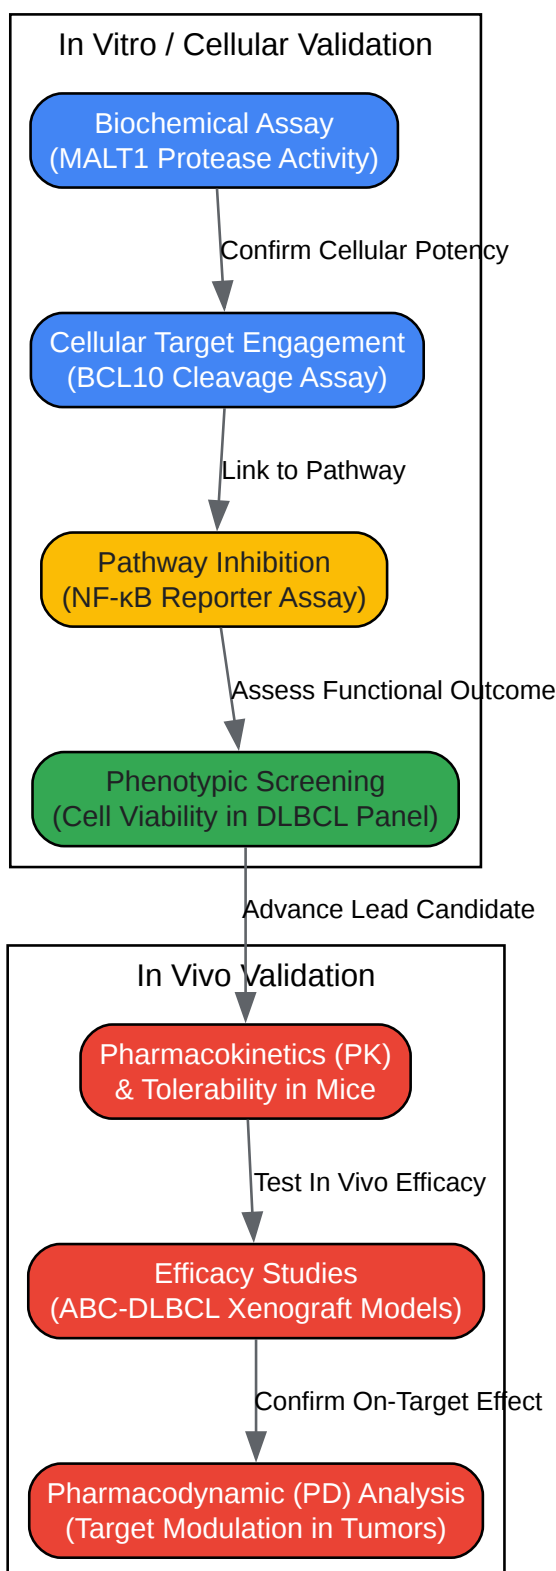 In Vitro / Cellular Validation
Biochemical Assay
(MALT1 Protease Activity)
Confirm Cellular Potency
Cellular Target Engagement
(BCL10 Cleavage Assay)
Link to Pathway
Pathway Inhibition
(NF-κB Reporter Assay)
Assess Functional Outcome
Phenotypic Screening
(Cell Viability in DLBCL Panel)
Advance Lead Candidate
In Vivo Validation
Pharmacokinetics (PK)
& Tolerability in Mice
Test In Vivo Efficacy
Efficacy Studies
(ABC-DLBCL Xenograft Models)
Confirm On-Target Effect
Pharmacodynamic (PD) Analysis
(Target Modulation in Tumors)